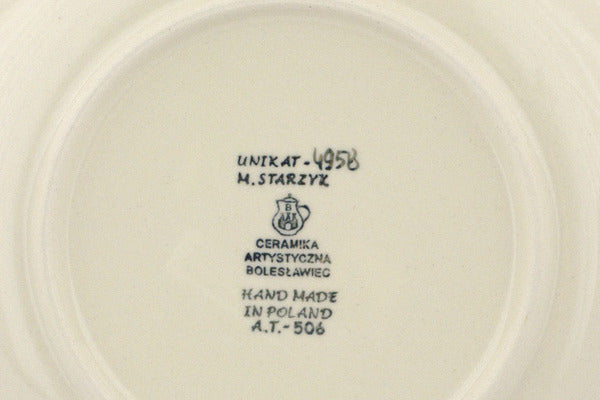 UNIKAT-4958
M. STARZYK
B
CERAMIKA
ARTYSTYCZNA
BOLESŁAWIEC
HAND MADE
IN POLAND
A.T.-506